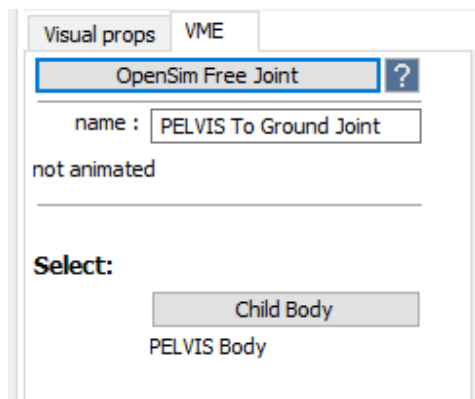 Visual props VME
OpenSim Free Joint ?
name : PELVIS To Ground Joint
not animated
Select:
Child Body
PELVIS Body